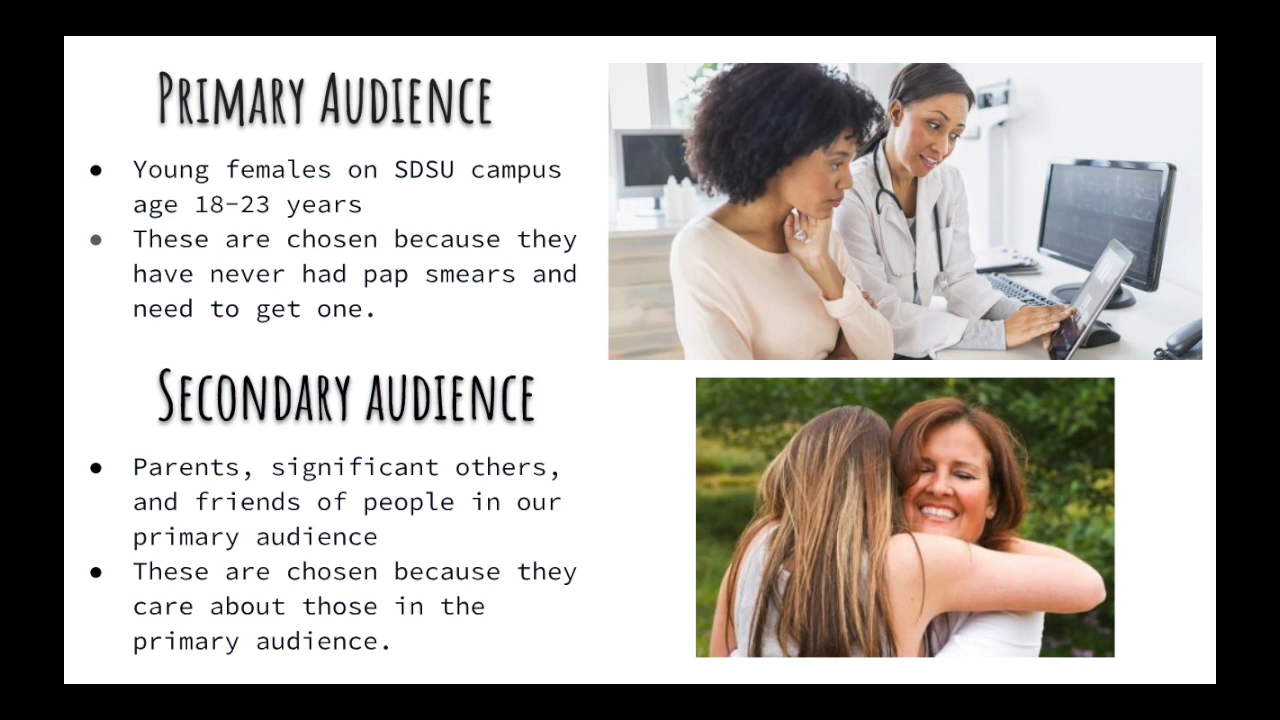 Primary Audience
● Young females on SDSU campus
age 18-23 years
● These are chosen because they
have never had pap smears and
need to get one.
Secondary audience
● Parents, significant others,
and friends of people in our
primary audience
● These are chosen because they
care about those in the
primary audience.